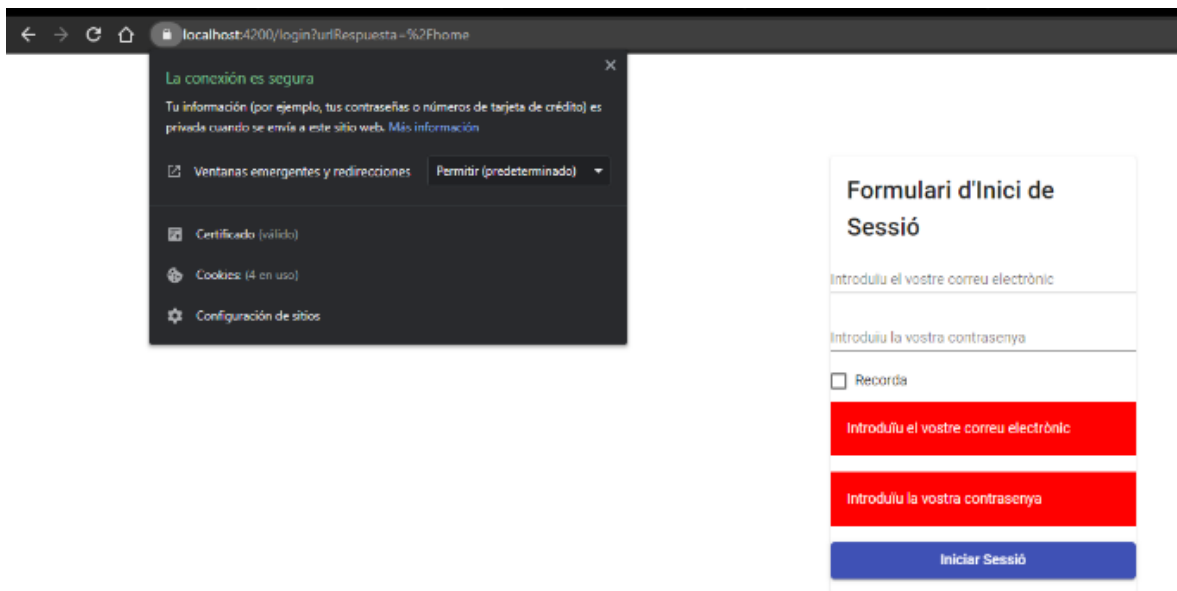 localhost:4200/login?urlRespuesta=%2Fhome
La conexión es segura
Tu información (por ejemplo, tus contraseñas o números de tarjeta de crédito) es
privada cuando se envía a este sitio web. Más información
Ventanas emergentes y redirecciones Permitir (predeterminado)
Certificado (válido)
Cookies (4 en uso)
Configuración de sitios
Formulari d'Inici de
Sessió
Introduïu el vostre correu electrònic
Introduïu la vostra contrasenya
Recorda
Introduïu el vostre correu electrònic
Introduïu la vostra contrasenya
Iniciar Sessió